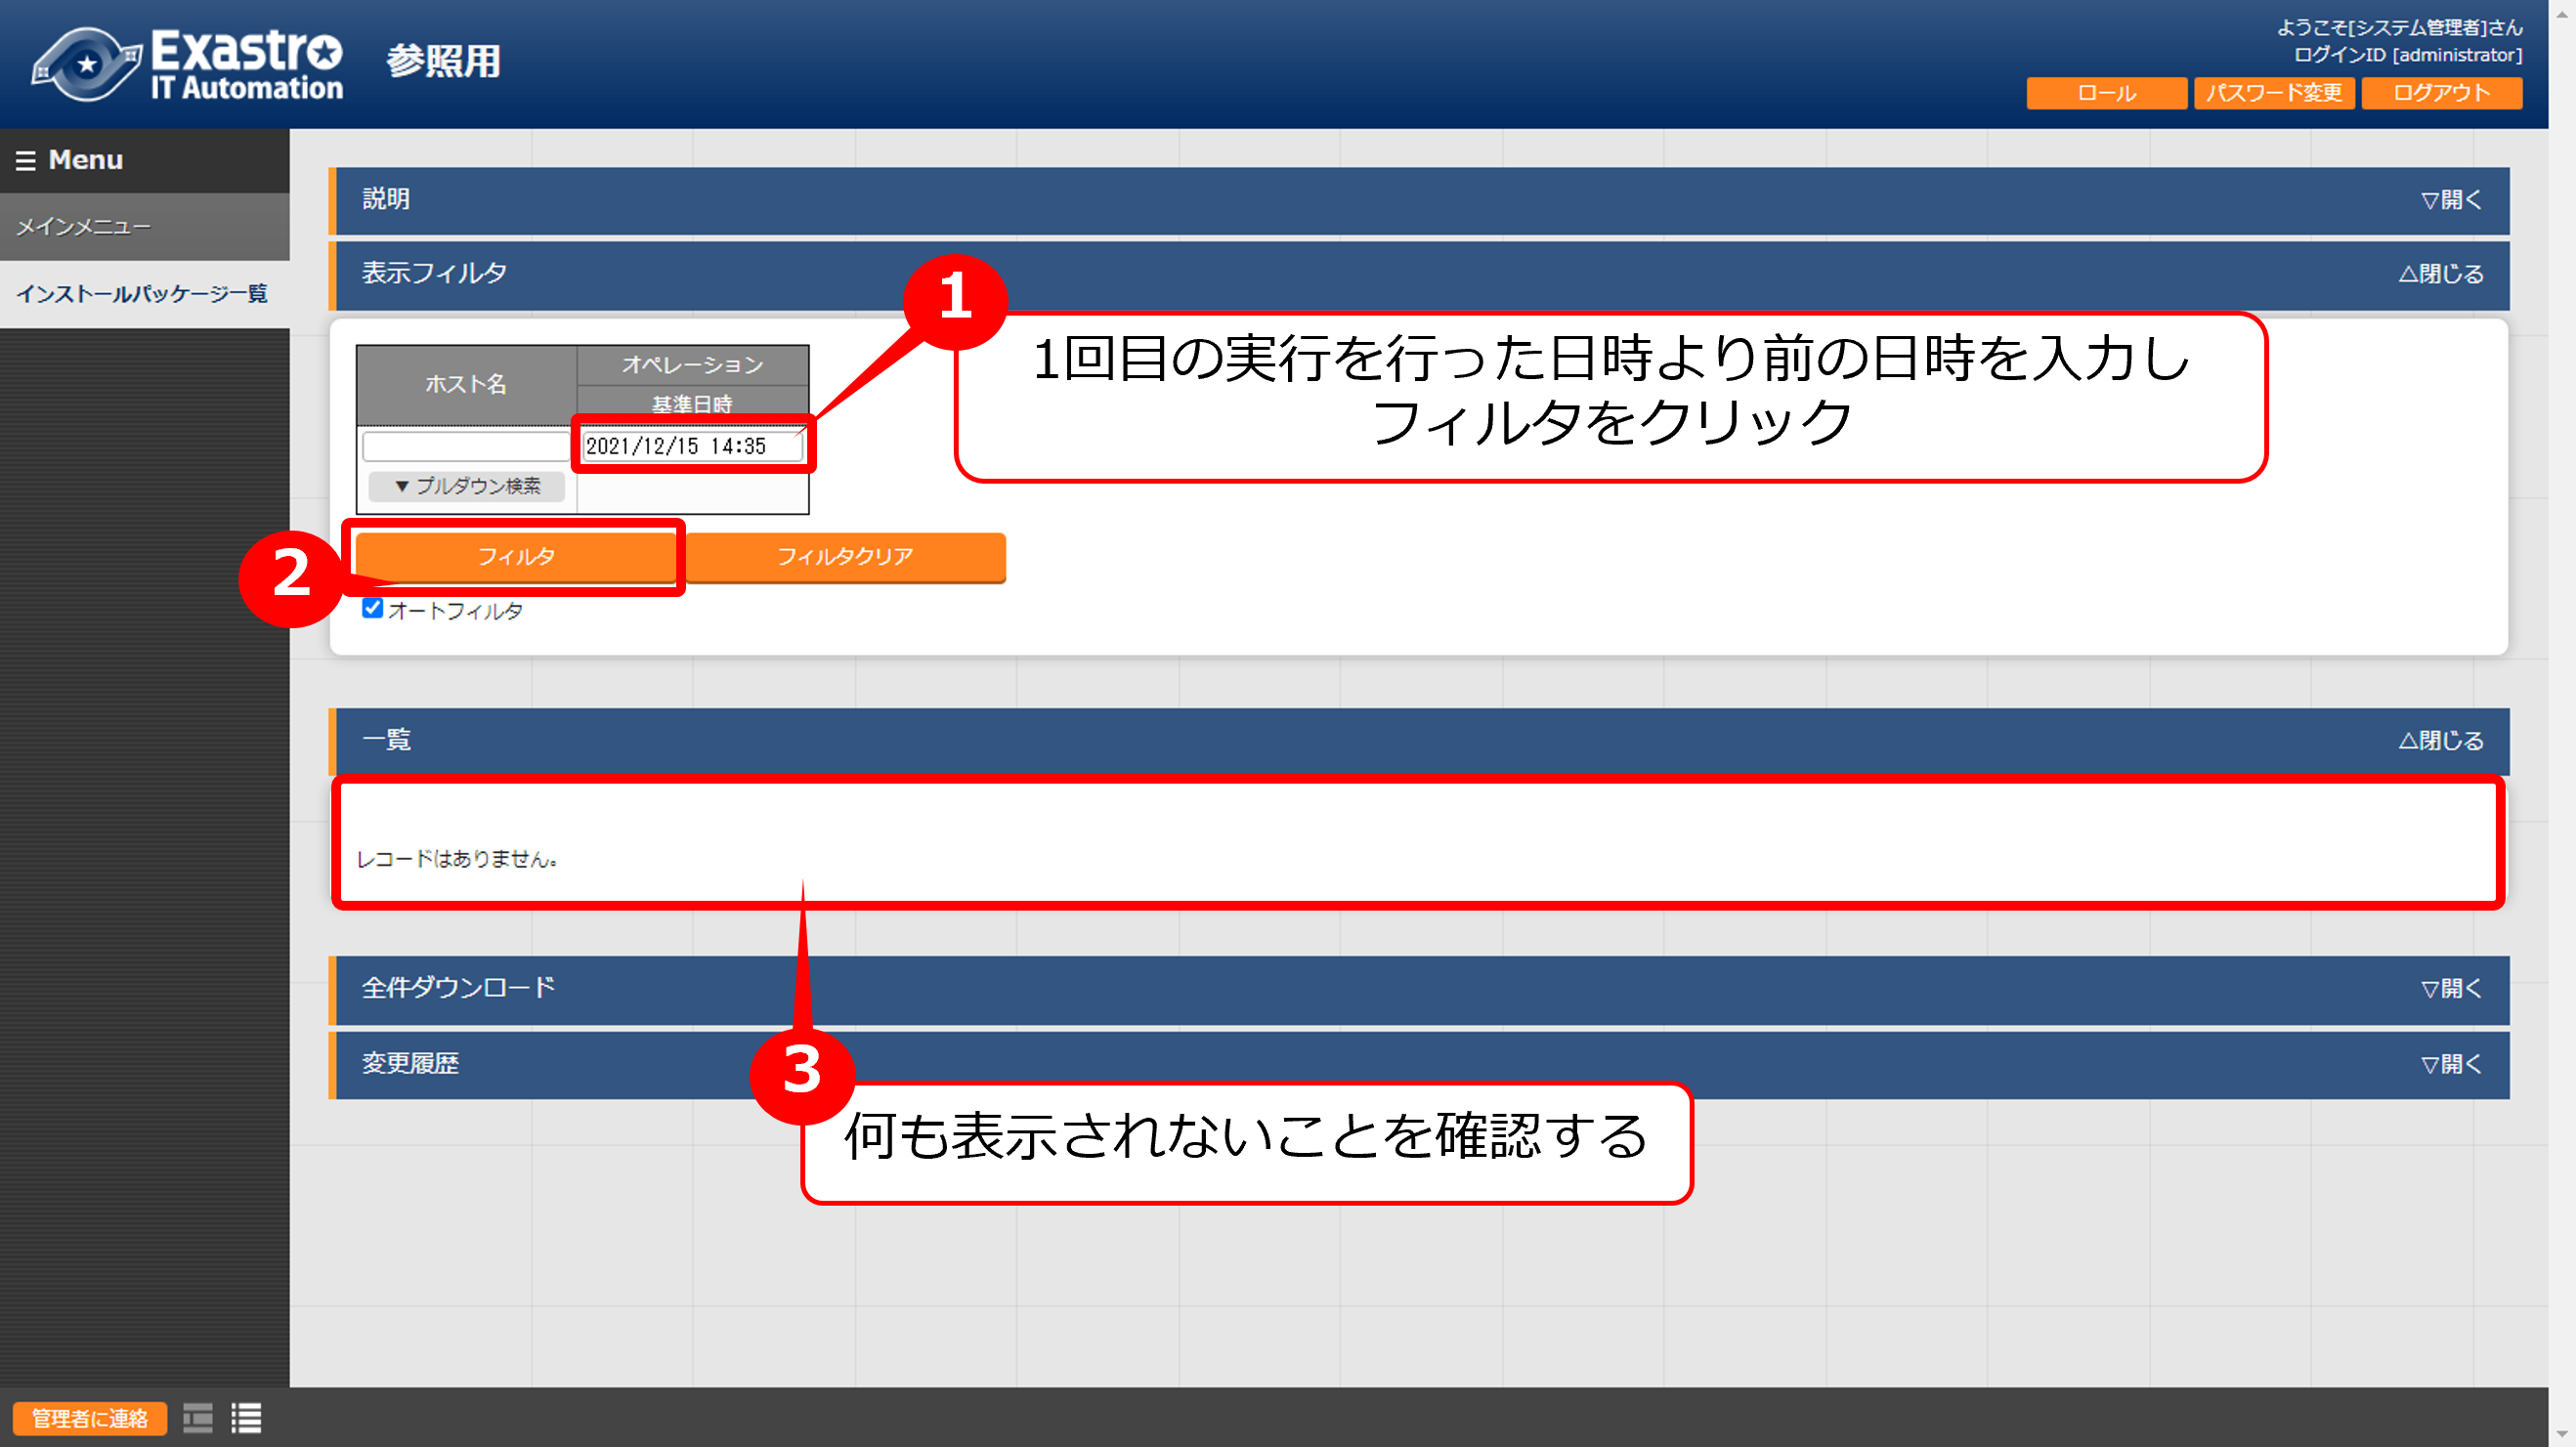 Exastro
IT Automation
参照用
ようこそ[システム管理者]さん
ログインID [administrator]
ロール
パスワード変更
ログアウト
Menu
メインメニュー
インストールパッケージ一覧
説明
▽開く
表示フィルタ
△閉じる
1
1回目の実行を行った日時より前の日時を入力し
フィルタをクリック
ホスト名
オペレーション
基準日時
2021/12/15 14:35
▼ プルダウン検索
2
フィルタ
フィルタクリア
オートフィルタ
一覧
△閉じる
レコードはありません。
全件ダウンロード
▽開く
変更履歴
▽開く
3
何も表示されないことを確認する
管理者に連絡